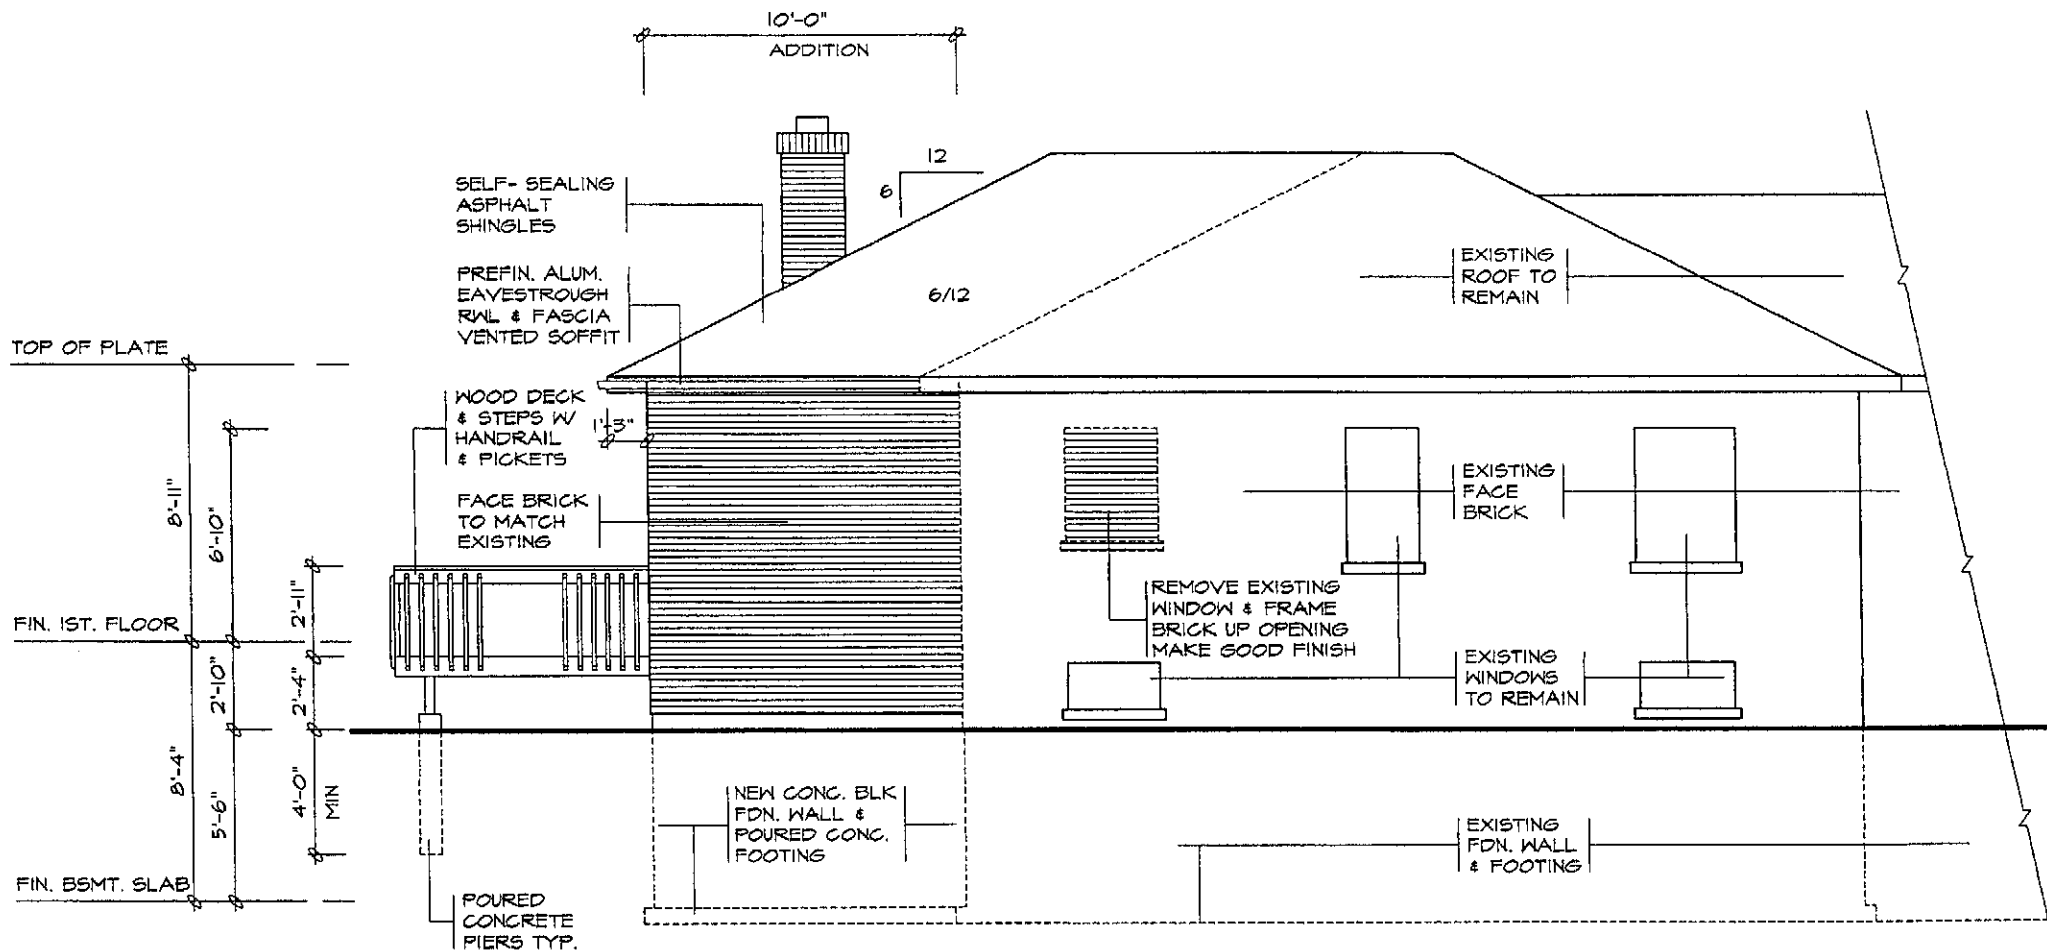 10'-0"
ADDITION
12
6
SELF- SEALING
ASPHALT
SHINGLES
PREFIN. ALUM.
EAVESTROUGH
RWL & FASCIA
VENTED SOFFIT
6/12
EXISTING
ROOF TO
REMAIN
TOP OF PLATE
WOOD DECK
& STEPS W/
HANDRAIL
& PICKETS
1'-3"
FACE BRICK
TO MATCH
EXISTING
EXISTING
FACE
BRICK
8'-11"
6'-10"
2'-11"
REMOVE EXISTING
WINDOW & FRAME
BRICK UP OPENING
MAKE GOOD FINISH
FIN. 1ST. FLOOR
EXISTING
WINDOWS
TO REMAIN
2'-10"
2'-4"
8'-4"
5'-6"
4'-0"
MIN
NEW CONC. BLK
FDN. WALL &
POURED CONC.
FOOTING
EXISTING
FDN. WALL
& FOOTING
FIN. BSMT. SLAB
POURED
CONCRETE
PIERS TYP.